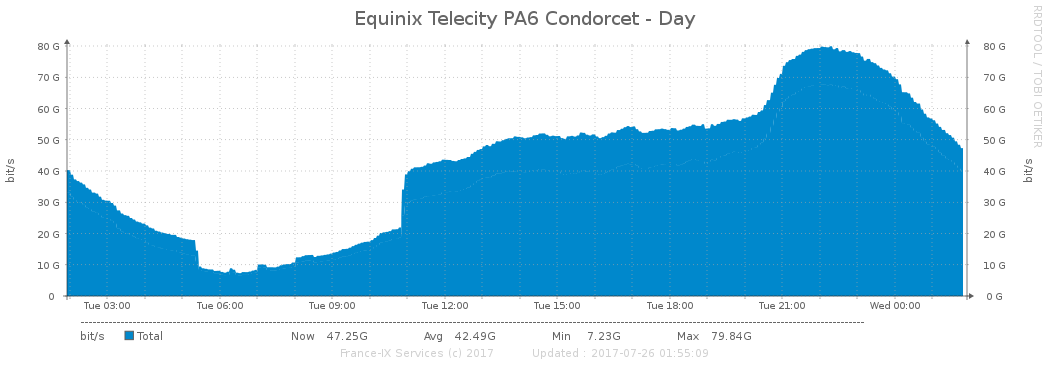 Equinix Telecity PA6 Condorcet - Day
RRDTOOL / TOBI OETIKER
bit/s
80 G 80 G
70 G 70 G
60 G 60 G
50 G 50 G
40 G 40 G
30 G 30 G
20 G 20 G
10 G 10 G
0 0 G
bit/s
Tue 03:00 Tue 06:00 Tue 09:00 Tue 12:00 Tue 15:00 Tue 18:00 Tue 21:00 Wed 00:00
bit/s Total Now 47.25G Avg 42.49G Min 7.23G Max 79.84G
France-IX Services (c) 2017 Updated : 2017-07-26 01:55:09